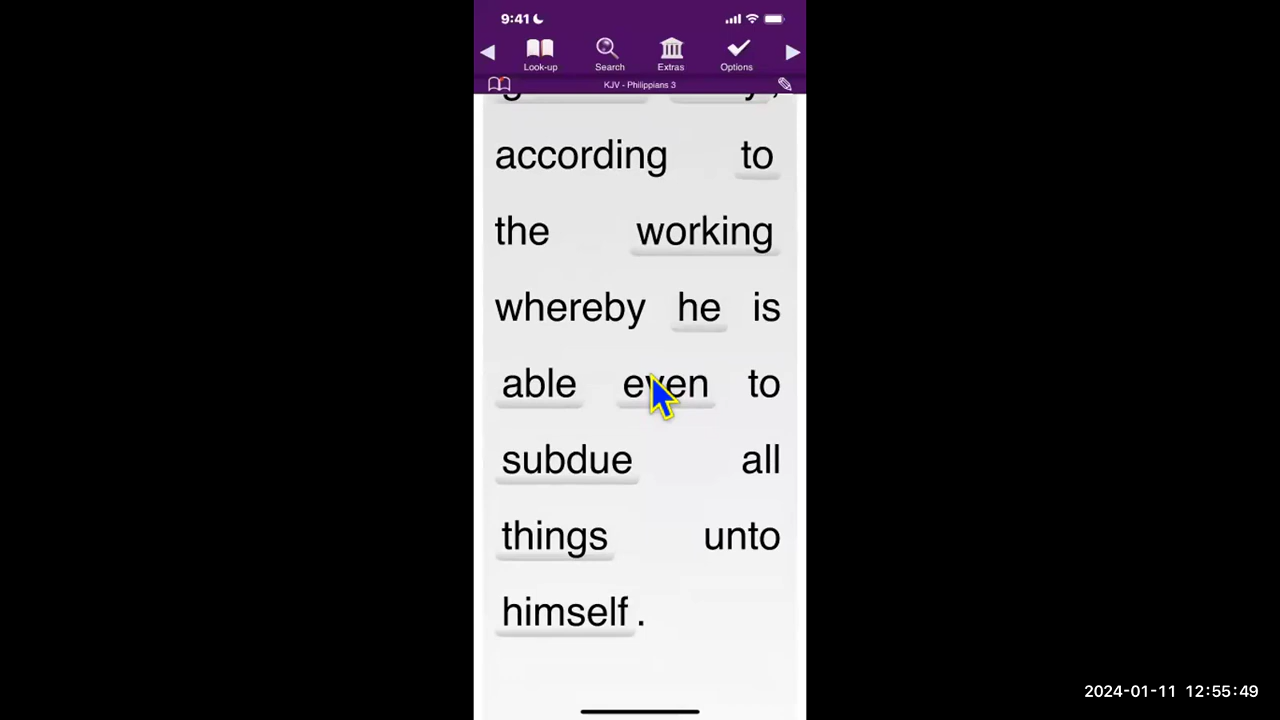 9:41
Look-up Search Extras Options
KJV - Philippians 3
according to
the working
whereby he is
able even to
subdue all
things unto
himself.
2024-01-11 12:55:49